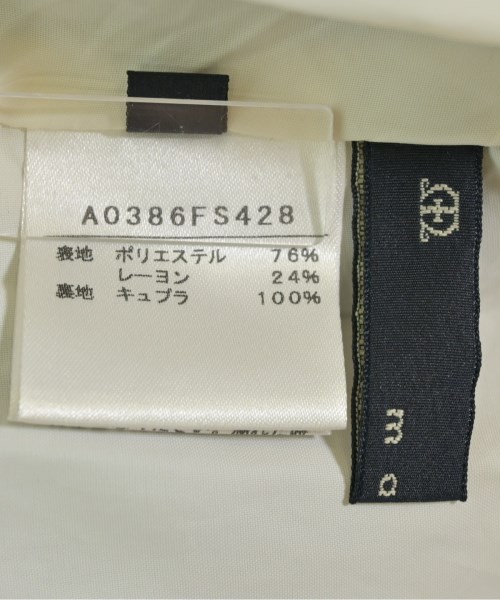 A0386FS428
表地 ポリエステル 76%
レーヨン 24%
裏地 キュプラ 100%
m a